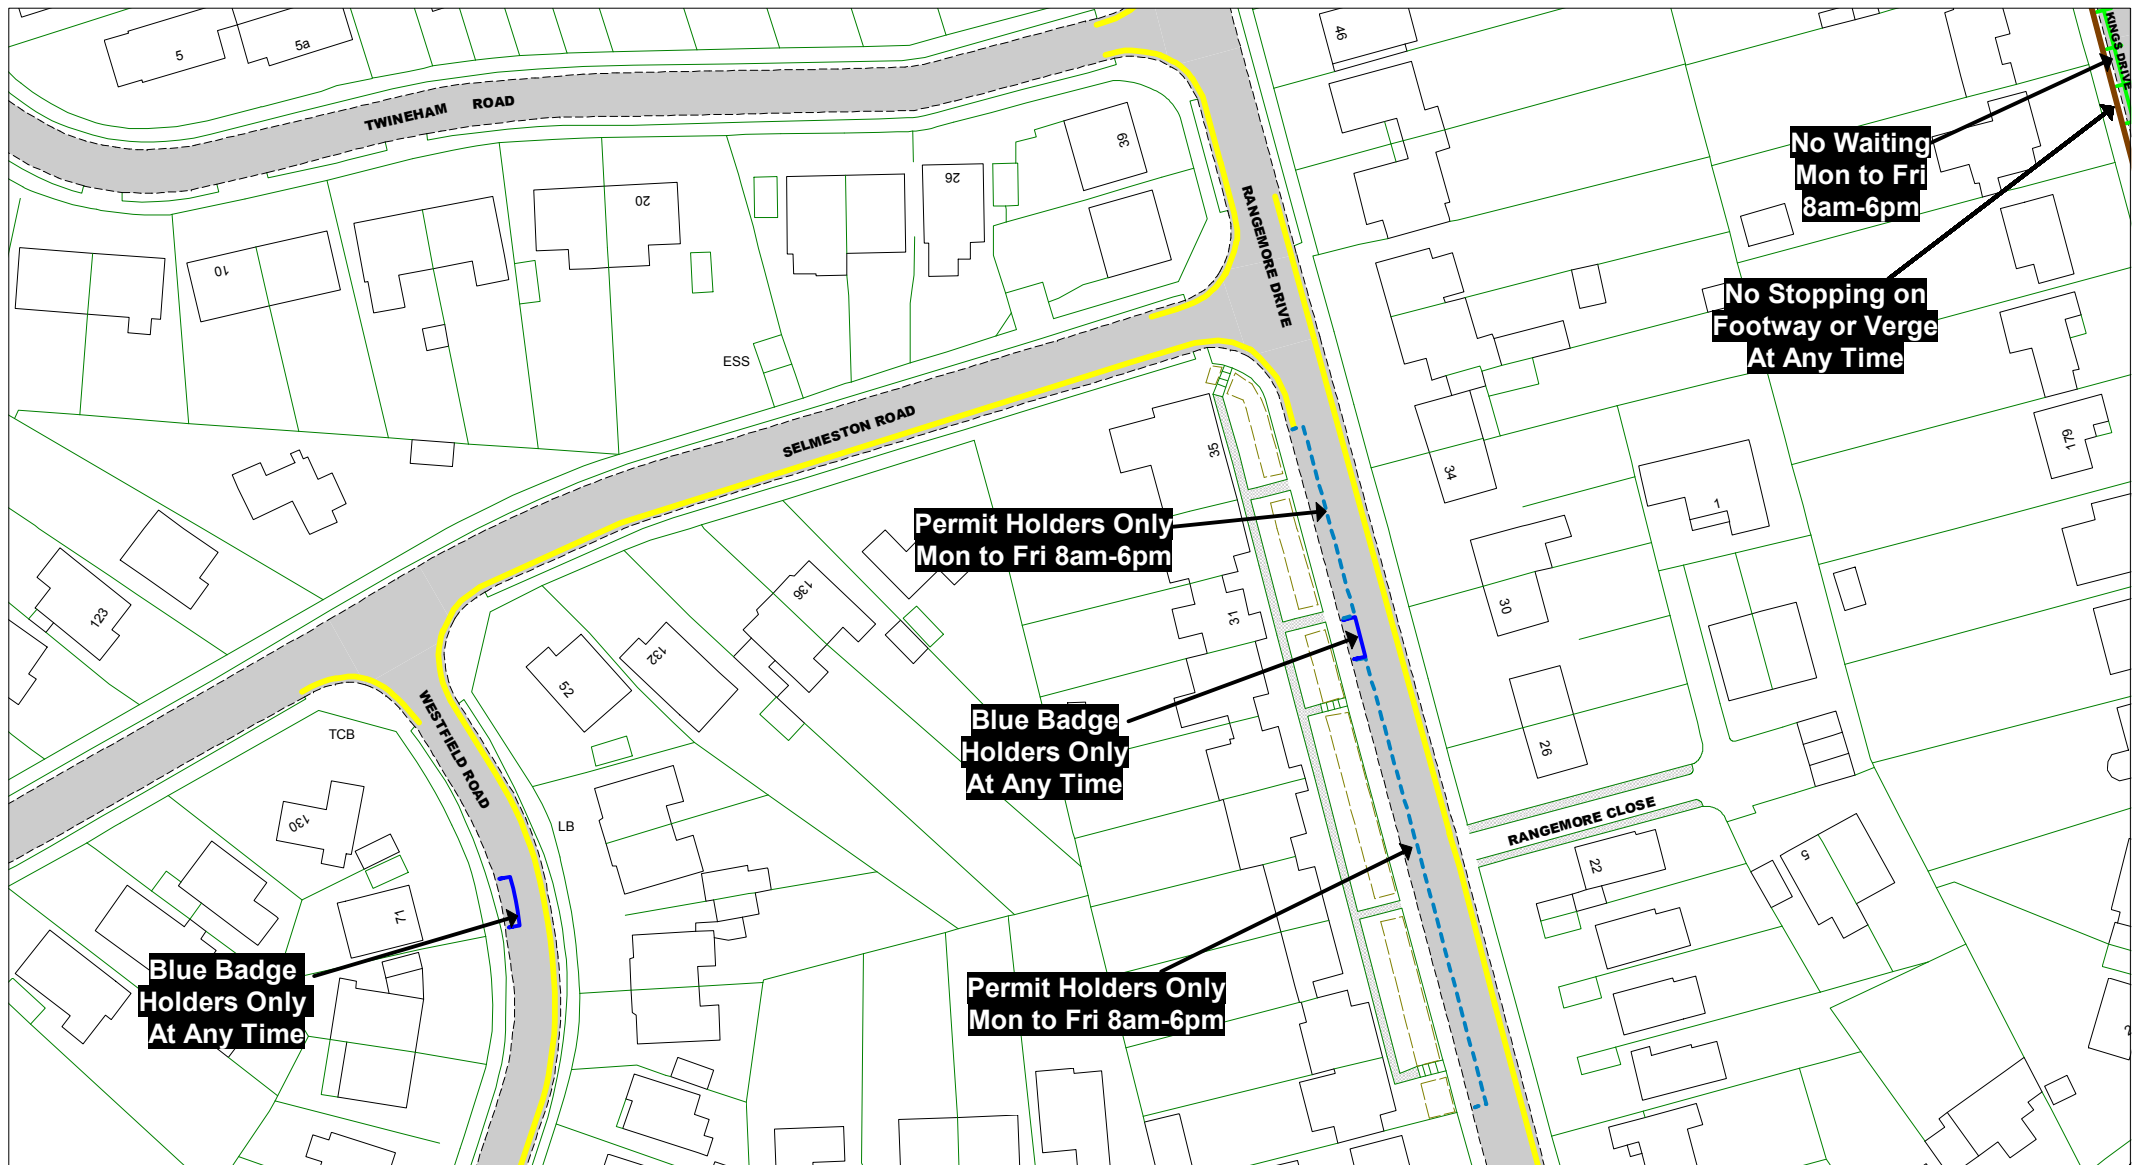 5
5a
TWINEHAM ROAD
46
KINGS DRIVE
39
26
20
10
No Waiting
Mon to Fri
8am-6pm
RANGEMORE DRIVE
No Stopping on
Footway or Verge
At Any Time
ESS
SELMESTON ROAD
35
34
179
1
Permit Holders Only
Mon to Fri 8am-6pm
136
123
31
30
132
52
Blue Badge
Holders Only
At Any Time
26
WESTFIELD ROAD
TCB
130
LB
RANGEMORE CLOSE
22
5
71
Blue Badge
Holders Only
At Any Time
Permit Holders Only
Mon to Fri 8am-6pm